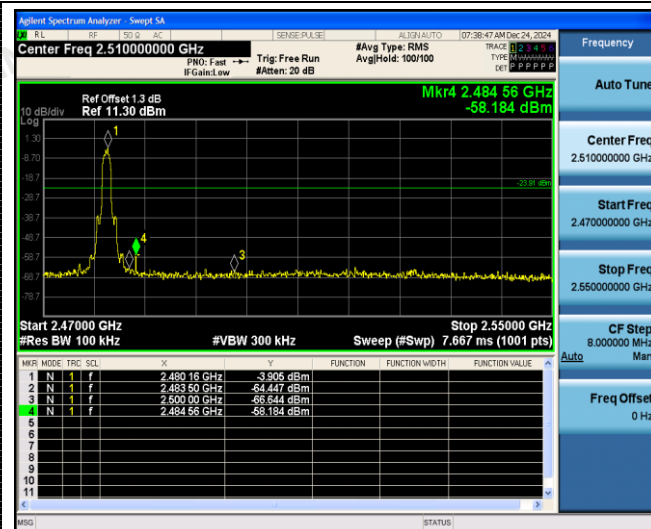 Agilent Spectrum Analyzer - Swept SA
RL RF 50 Ω AC SENSE:PULSE ALIGN AUTO 07:38:47 AM Dec 24, 2024
Center Freq 2.510000000 GHz
PNO: Fast
IFGain:Low
Trig: Free Run
#Atten: 20 dB
#Avg Type: RMS
Avg|Hold: 100/100
TRACE 1 2 3 4 5 6
TYPE M
DET P P P P P P
Ref Offset 1.3 dB
10 dB/div Ref 11.30 dBm
Log
Mkr4 2.484 56 GHz
-58.184 dBm
1.30
-8.70
-18.7
-28.7
-38.7
-48.7
-58.7
-68.7
-78.7
1
4
3
-23.91 dBm
Start 2.47000 GHz Stop 2.55000 GHz
#Res BW 100 kHz #VBW 300 kHz Sweep (#Swp) 7.667 ms (1001 pts)
MKR MODE TRC SCL X Y FUNCTION FUNCTION WIDTH FUNCTION VALUE
1 N 1 f 2.480 16 GHz -3.905 dBm
2 N 1 f 2.483 50 GHz -64.447 dBm
3 N 1 f 2.500 00 GHz -66.644 dBm
4 N 1 f 2.484 56 GHz -58.184 dBm
5
6
7
8
9
10
11
MSG STATUS
Frequency
Auto Tune
Center Freq
2.510000000 GHz
Start Freq
2.470000000 GHz
Stop Freq
2.550000000 GHz
CF Step
8.000000 MHz
Auto Man
Freq Offset
0 Hz